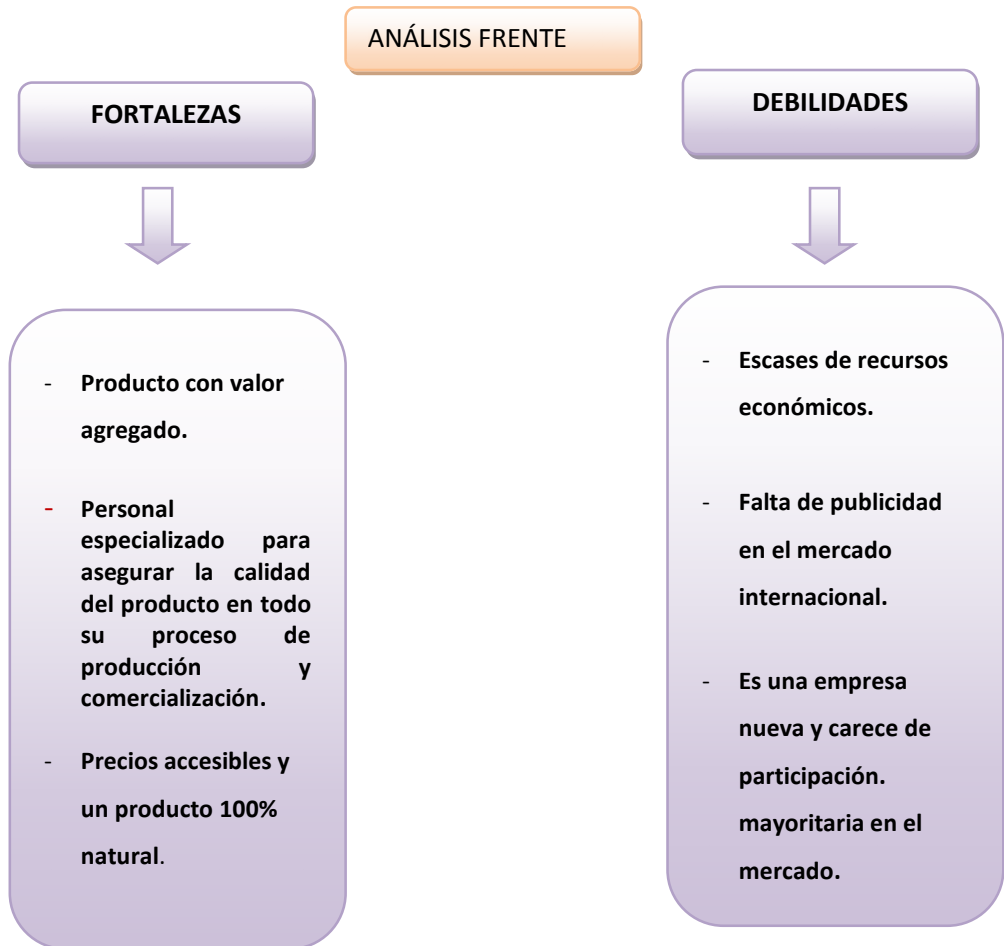 ANÁLISIS FRENTE
FORTALEZAS
- Producto con valor
agregado.
- Personal
especializado para
asegurar la calidad
del producto en todo
su proceso de
producción y
comercialización.
- Precios accesibles y
un producto 100%
natural.
DEBILIDADES
- Escases de recursos
económicos.
- Falta de publicidad
en el mercado
internacional.
- Es una empresa
nueva y carece de
participación.
mayoritaria en el
mercado.